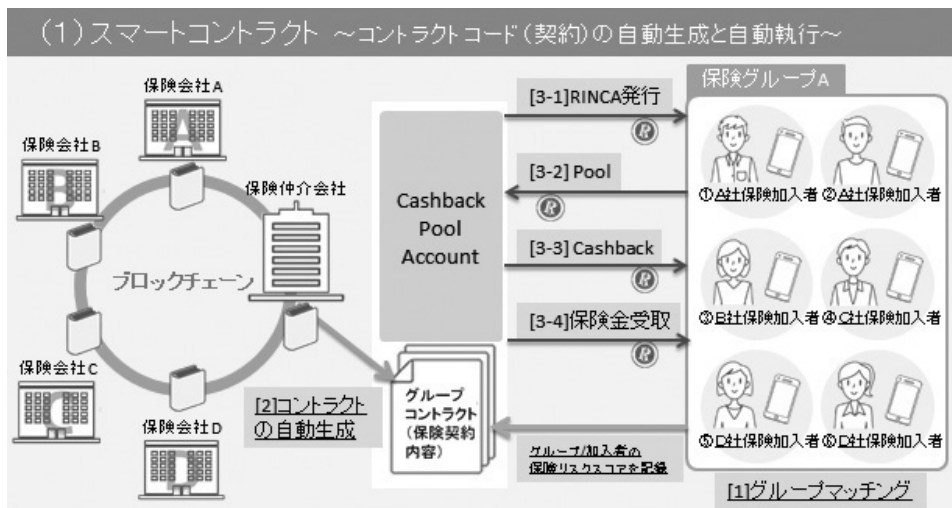 (1)スマートコントラクト ～コントラクトコード(契約)の自動生成と自動執行～
保険会社A
A
保険会社B
B
保険仲介会社
ブロックチェーン
保険会社C
C
保険会社D
D
[2]コントラクト
の自動生成
Cashback
Pool
Account
グループ
コントラクト
(保険契約
内容)
[3-1]RINCA発行
R
[3-2] Pool
R
[3-3] Cashback
R
[3-4]保険金受取
R
グループ/加入者の
保険リスクスコアを記録
保険グループA
①A社保険加入者
②A社保険加入者
③B社保険加入者
④C社保険加入者
⑤D社保険加入者
⑥D社保険加入者
[1]グループマッチング